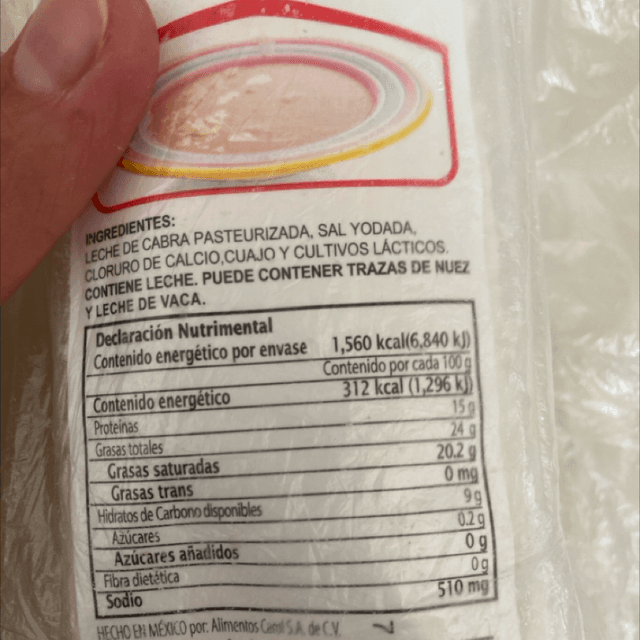 INGREDIENTES:
LECHE DE CABRA PASTEURIZADA, SAL YODADA,
CLORURO DE CALCIO,CUAJO Y CULTIVOS LÁCTICOS.
CONTIENE LECHE. PUEDE CONTENER TRAZAS DE NUEZ
Y LECHE DE VACA.
Declaración Nutrimental
Contenido energético por envase 1,560 kcal(6,840 kJ)
Contenido por cada 100 g
Contenido energético 312 kcal (1,296 kJ)
Proteínas 15 g
Grasas totales 24 g
Grasas saturadas 20.2 g
Grasas trans 0 mg
Hidratos de Carbono disponibles 9 g
Azúcares 0.2 g
Azúcares añadidos 0 g
Fibra dietética 0 g
Sodio 510 mg
HECHO EN MÉXICO por: Alimentos S.A. de C.V.